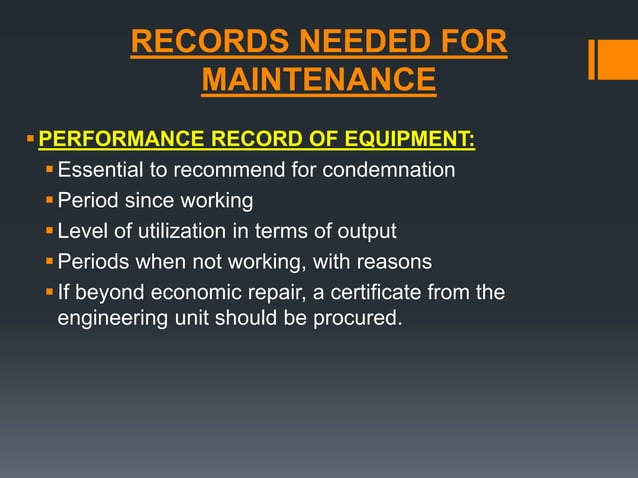 RECORDS NEEDED FOR
MAINTENANCE
▪PERFORMANCE RECORD OF EQUIPMENT:
▪Essential to recommend for condemnation
▪Period since working
▪Level of utilization in terms of output
▪Periods when not working, with reasons
▪If beyond economic repair, a certificate from the
engineering unit should be procured.